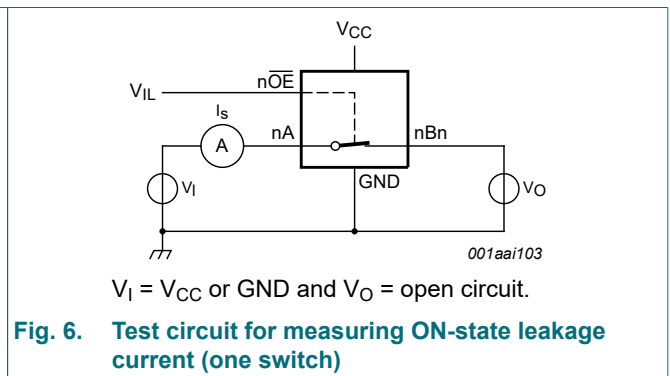 VCC
nOE
VIL
Is
A
nA
nBn
VI
GND
VO
001aai103
VI = VCC or GND and VO = open circuit.
Fig. 6. Test circuit for measuring ON-state leakage
current (one switch)